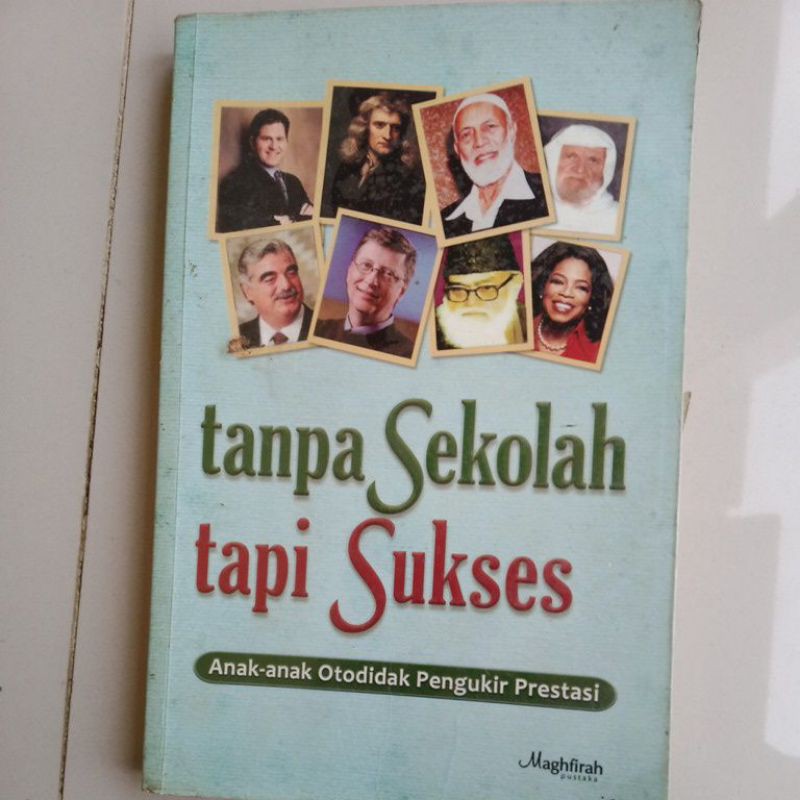 tanpa Sekolah
tapi Sukses
Anak-anak Otodidak Pengukir Prestasi
Maghfirah
pustaka